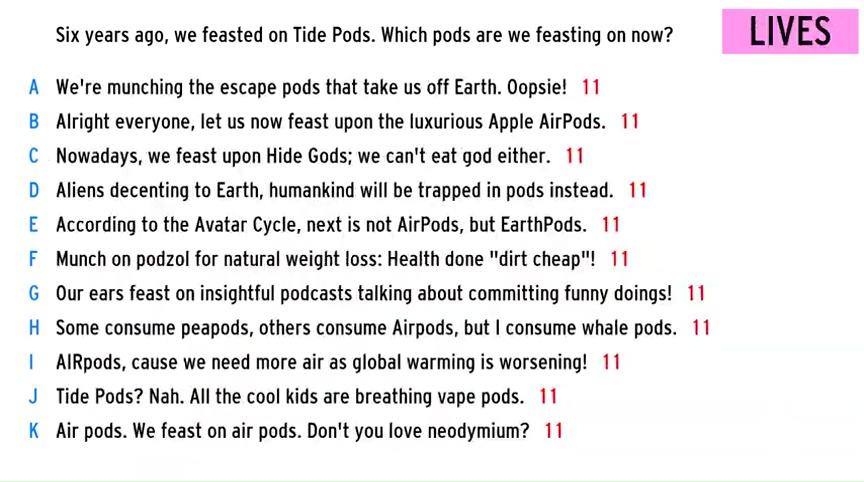 Six years ago, we feasted on Tide Pods. Which pods are we feasting on now?
LIVES
A We're munching the escape pods that take us off Earth. Oopsie! 11
B Alright everyone, let us now feast upon the luxurious Apple AirPods. 11
C Nowadays, we feast upon Hide Gods; we can't eat god either. 11
D Aliens decenting to Earth, humankind will be trapped in pods instead. 11
E According to the Avatar Cycle, next is not AirPods, but EarthPods. 11
F Munch on podzol for natural weight loss: Health done "dirt cheap"! 11
G Our ears feast on insightful podcasts talking about committing funny doings! 11
H Some consume peapods, others consume Airpods, but I consume whale pods. 11
I AIRpods, cause we need more air as global warming is worsening! 11
J Tide Pods? Nah. All the cool kids are breathing vape pods. 11
K Air pods. We feast on air pods. Don't you love neodymium? 11